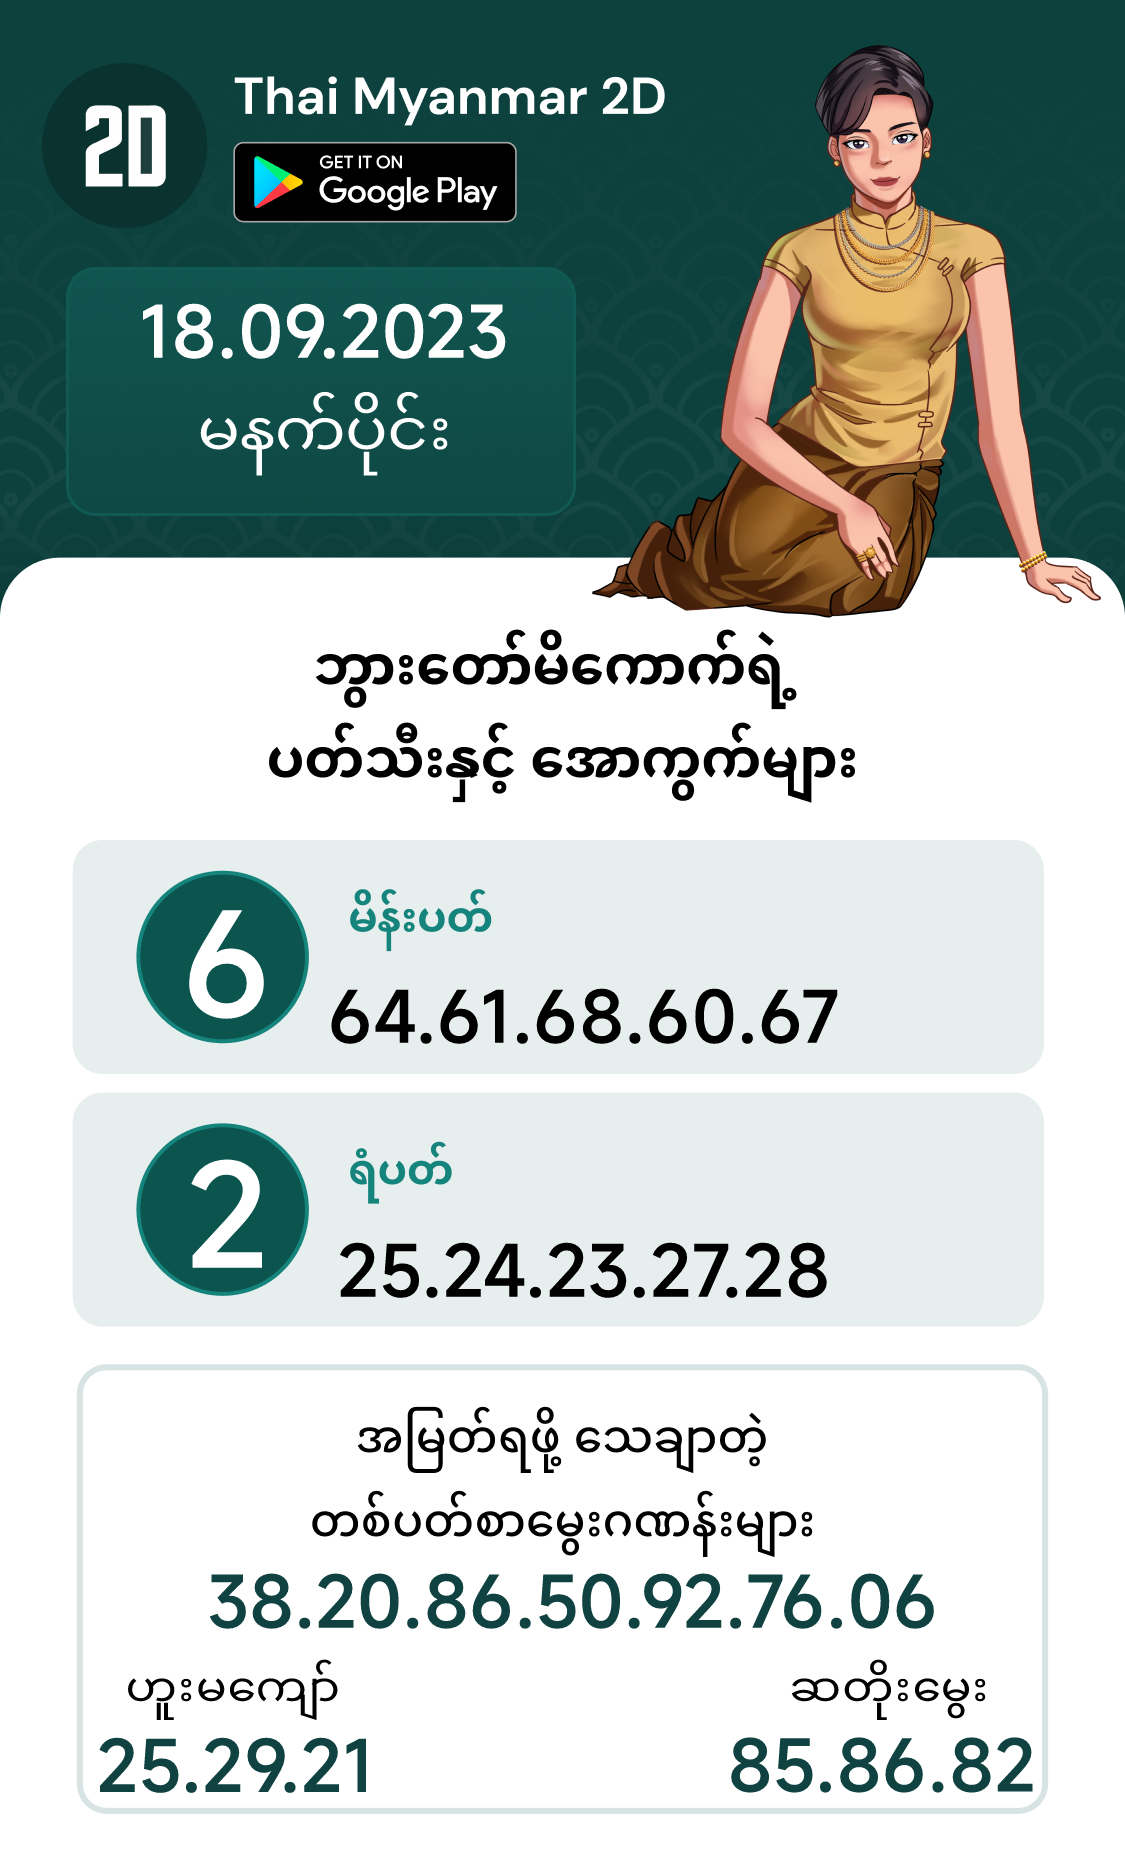 2D
Thai Myanmar 2D
GET IT ON
Google Play
18.09.2023
မနက်ပိုင်း
ဘွားတော်မိကောက်ရဲ့
ပတ်သီးနှင့် အောကွက်များ
6
မိန်းပတ်
64.61.68.60.67
2
ရံပတ်
25.24.23.27.28
အမြတ်ရဖို့ သေချာတဲ့
တစ်ပတ်စာမွေးဂဏန်းများ
38.20.86.50.92.76.06
ဟူးမကျော် ဆတိုးမွေး
25.29.21 85.86.82